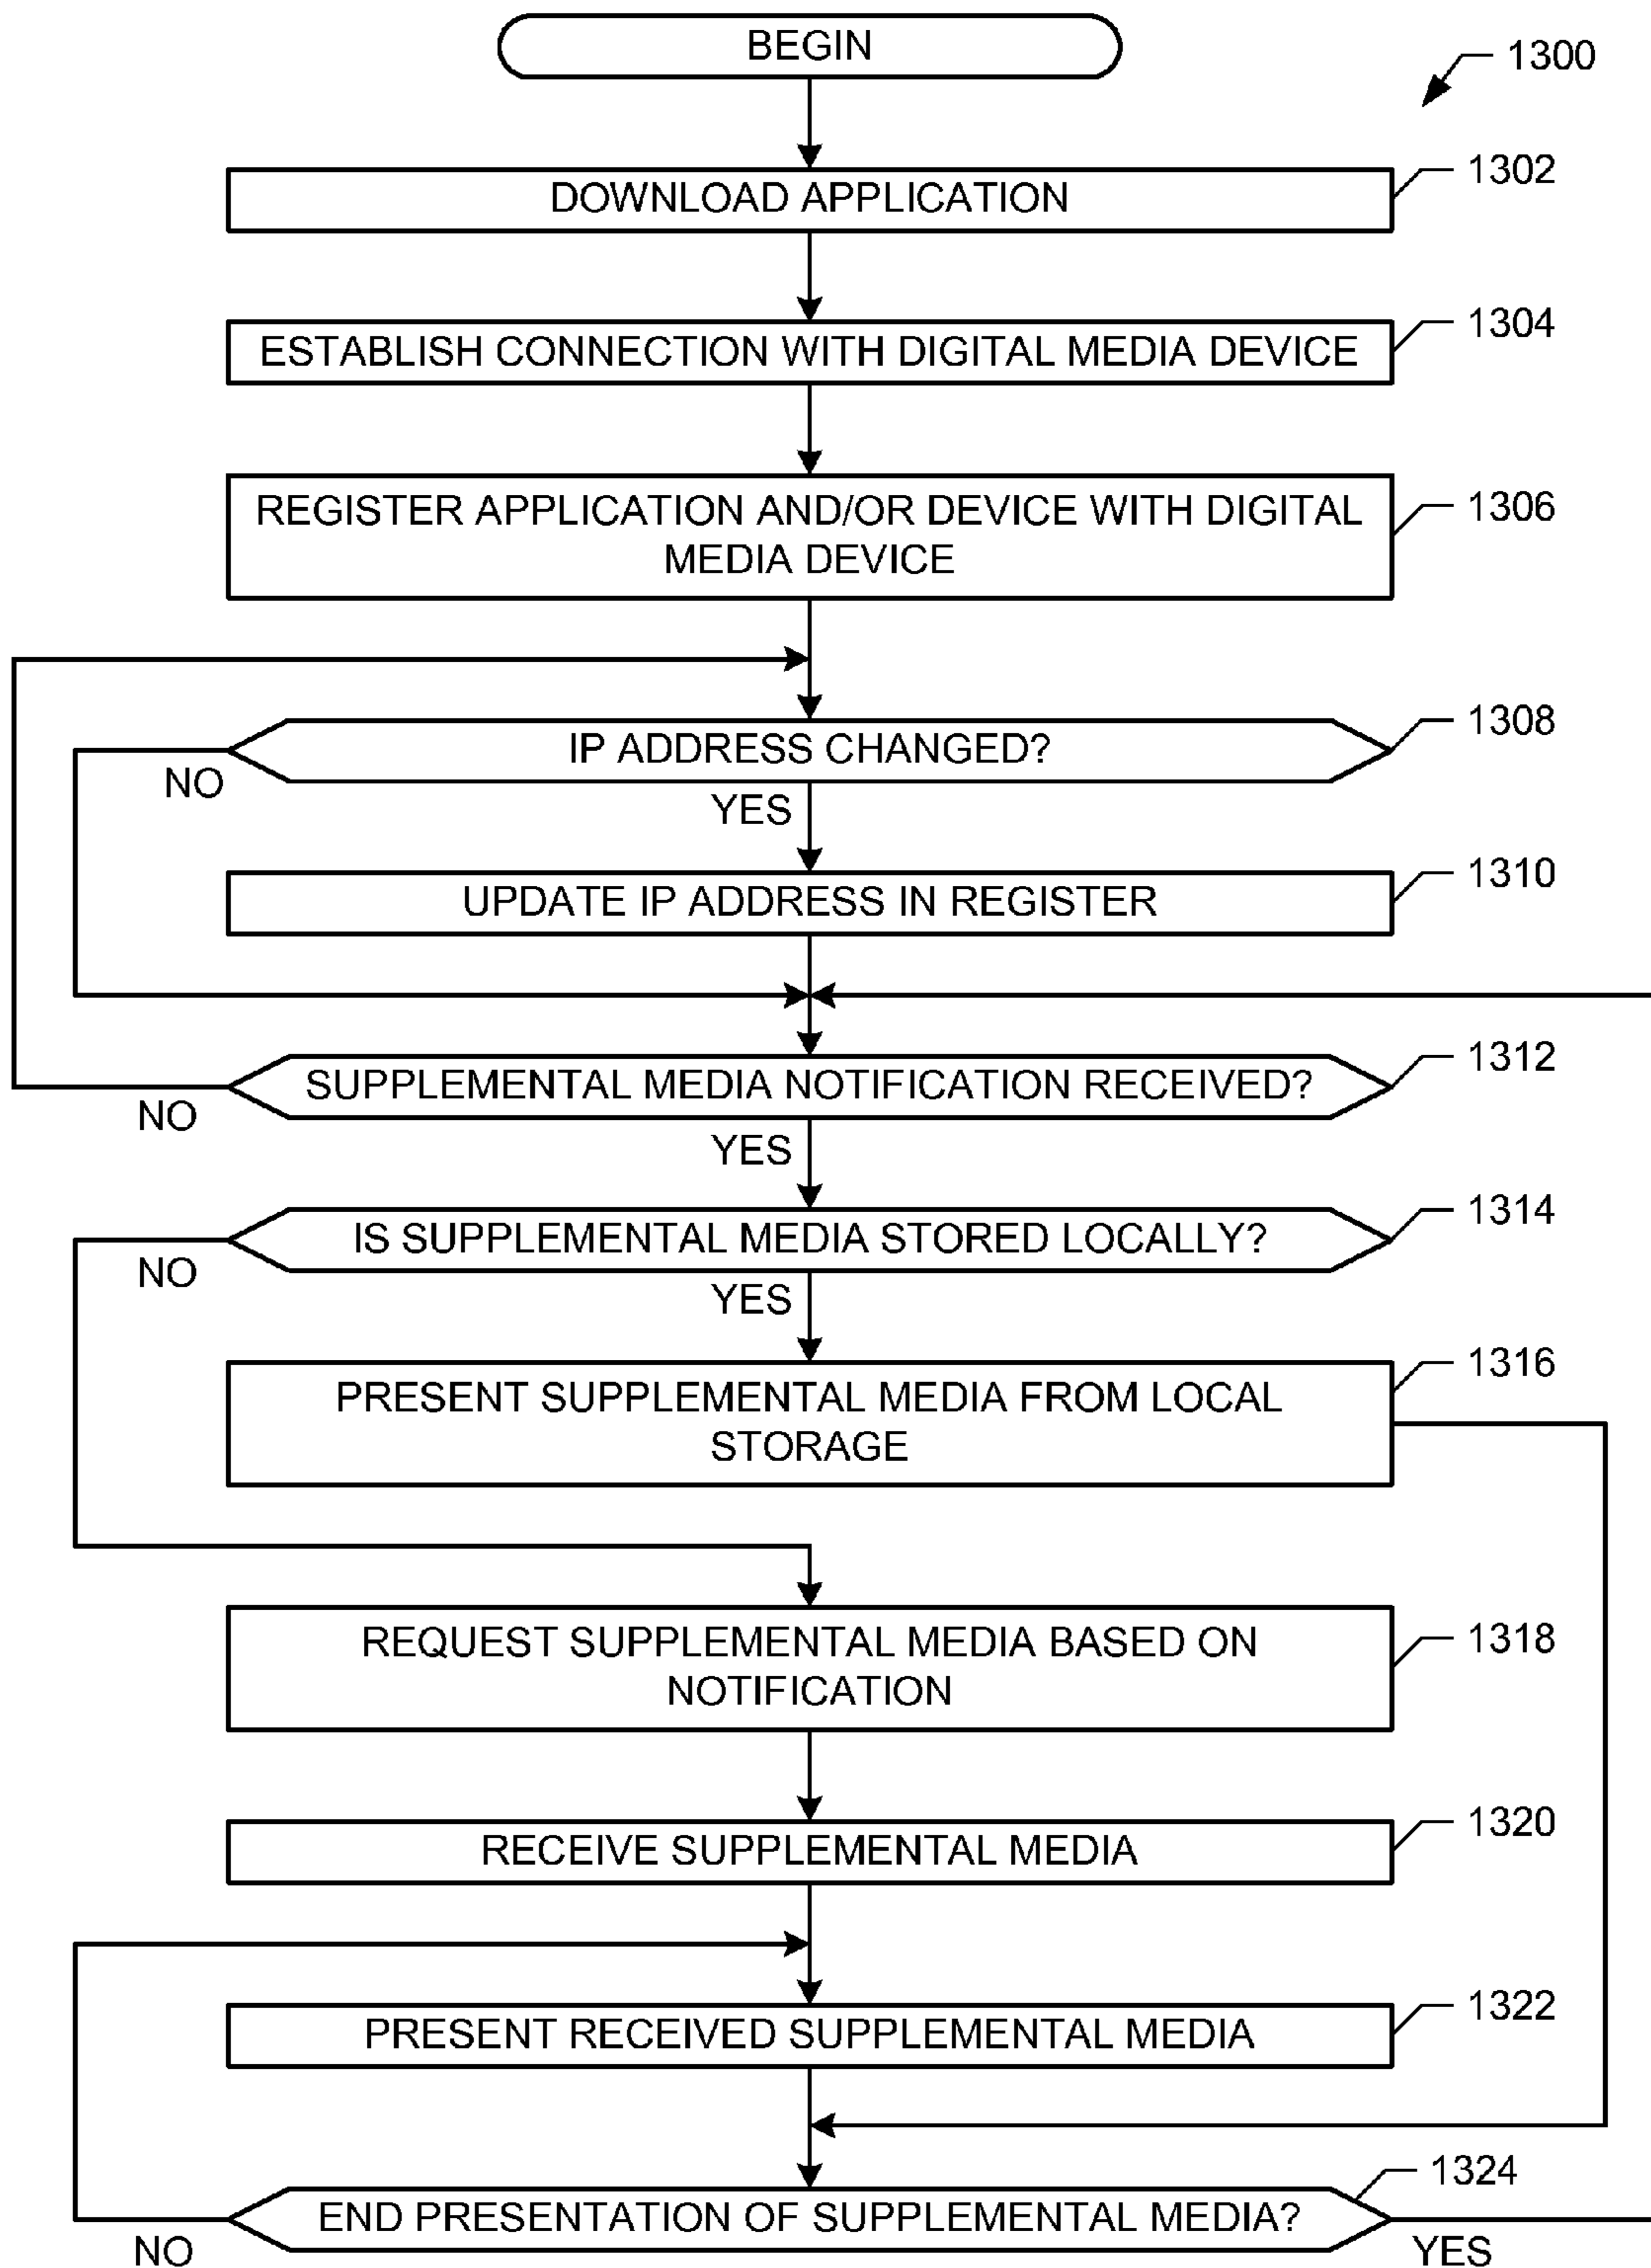 BEGIN
1300
1302
DOWNLOAD APPLICATION
1304
ESTABLISH CONNECTION WITH DIGITAL MEDIA DEVICE
1306
REGISTER APPLICATION AND/OR DEVICE WITH DIGITAL
MEDIA DEVICE
1308
IP ADDRESS CHANGED?
NO
YES
1310
UPDATE IP ADDRESS IN REGISTER
1312
SUPPLEMENTAL MEDIA NOTIFICATION RECEIVED?
NO
YES
1314
IS SUPPLEMENTAL MEDIA STORED LOCALLY?
NO
YES
1316
PRESENT SUPPLEMENTAL MEDIA FROM LOCAL
STORAGE
1318
REQUEST SUPPLEMENTAL MEDIA BASED ON
NOTIFICATION
1320
RECEIVE SUPPLEMENTAL MEDIA
1322
PRESENT RECEIVED SUPPLEMENTAL MEDIA
1324
END PRESENTATION OF SUPPLEMENTAL MEDIA?
NO
YES